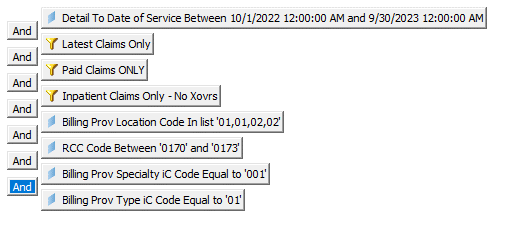 Detail To Date of Service Between 10/1/2022 12:00:00 AM and 9/30/2023 12:00:00 AM
And
Latest Claims Only
And
Paid Claims ONLY
And
Inpatient Claims Only - No Xovrs
And
Billing Prov Location Code In list '01,01,02,02'
And
RCC Code Between '0170' and '0173'
And
Billing Prov Specialty iC Code Equal to '001'
And
Billing Prov Type iC Code Equal to '01'